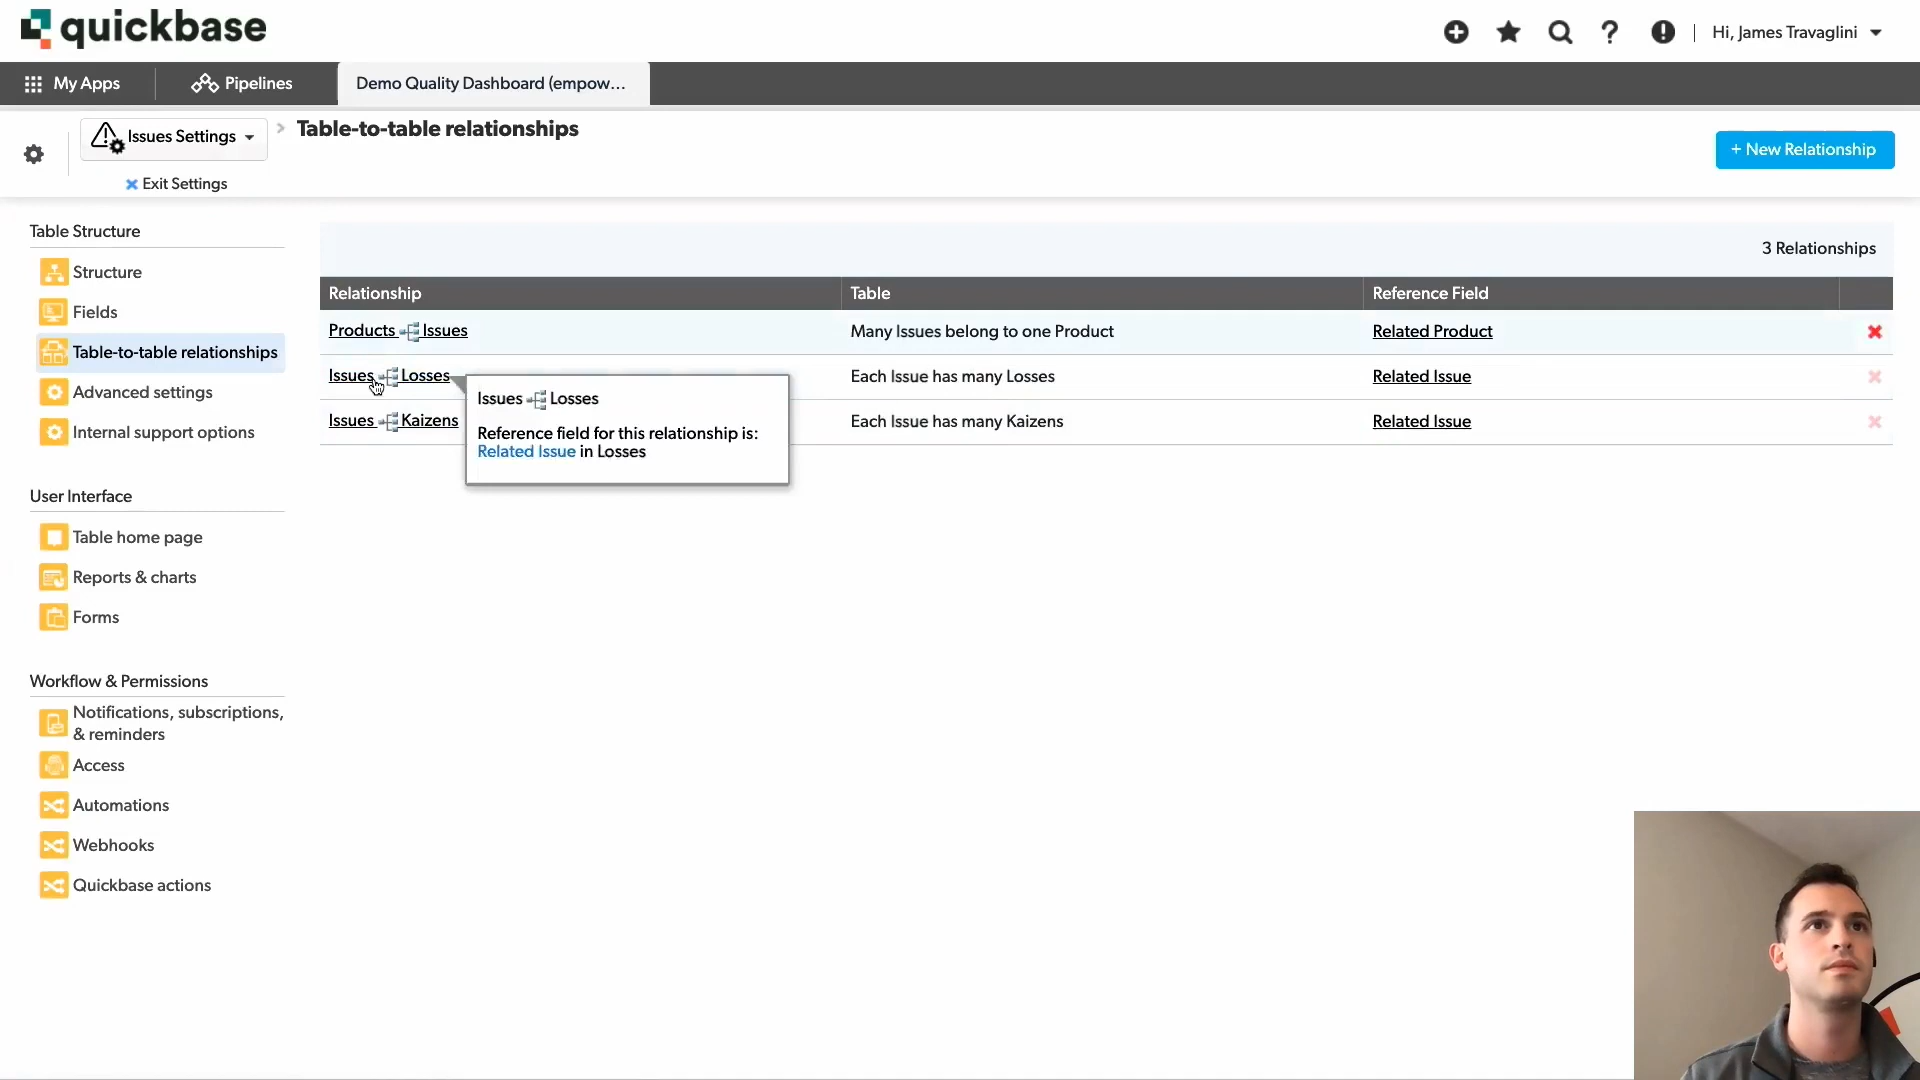 quickbase
Hi, James Travaglini
My Apps
Pipelines
Demo Quality Dashboard (empow...
Issues Settings
Table-to-table relationships
Exit Settings
+ New Relationship
Table Structure
Structure
Fields
Table-to-table relationships
Advanced settings
Internal support options
User Interface
Table home page
Reports & charts
Forms
Workflow & Permissions
Notifications, subscriptions,
& reminders
Access
Automations
Webhooks
Quickbase actions
3 Relationships
Relationship Table Reference Field
Products Issues Many Issues belong to one Product Related Product
Issues Losses Each Issue has many Losses Related Issue
Issues Kaizens Each Issue has many Kaizens Related Issue
Issues Losses
Reference field for this relationship is:
Related Issue in Losses